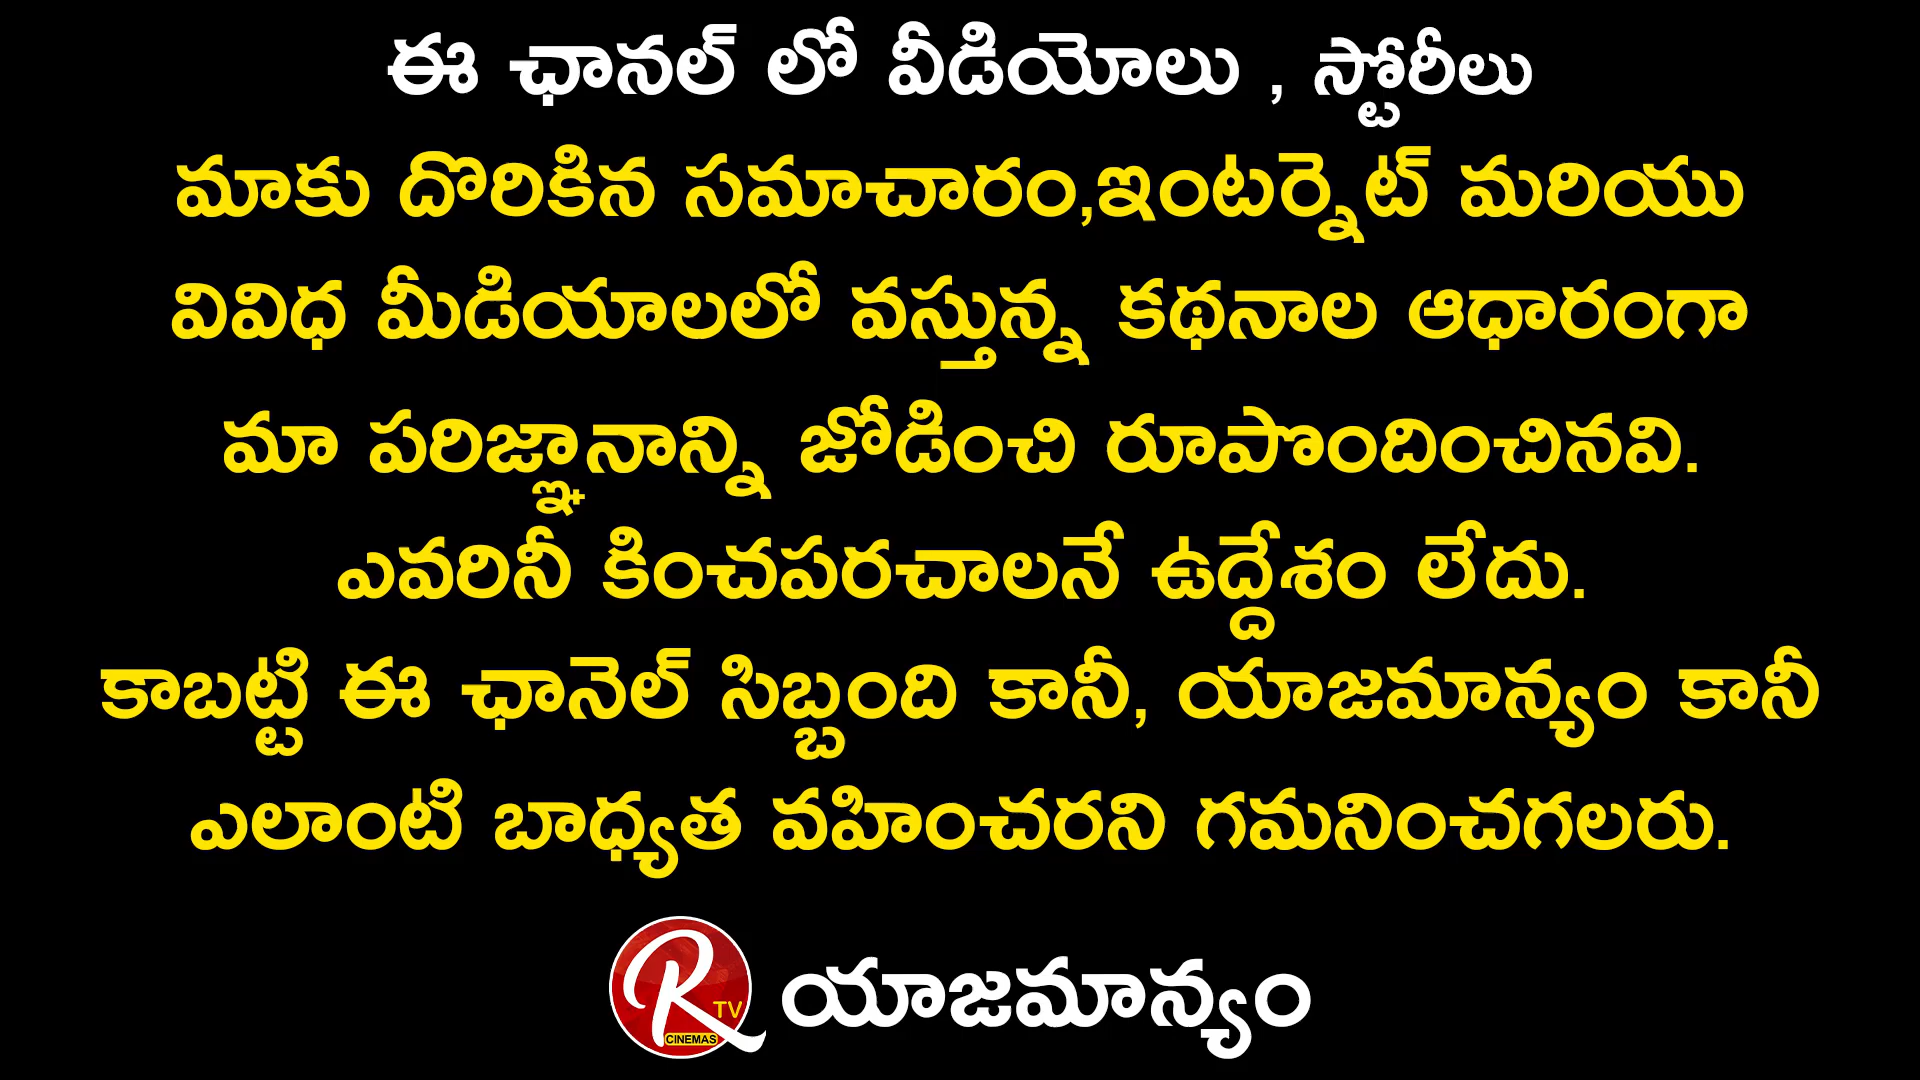 ఈ ఛానల్ లో వీడియోలు , స్టోరీలు
మాకు దొరికిన సమాచారం,ఇంటర్నెట్ మరియు
వివిధ మీడియాలలో వస్తున్న కథనాల ఆధారంగా
మా పరిజ్ఞానాన్ని జోడించి రూపొందించినవి.
ఎవరినీ కించపరచాలనే ఉద్దేశం లేదు.
కాబట్టి ఈ ఛానెల్ సిబ్బంది కానీ, యాజమాన్యం కానీ
ఎలాంటి బాధ్యత వహించరని గమనించగలరు.
R TV CINEMAS యాజమాన్యం